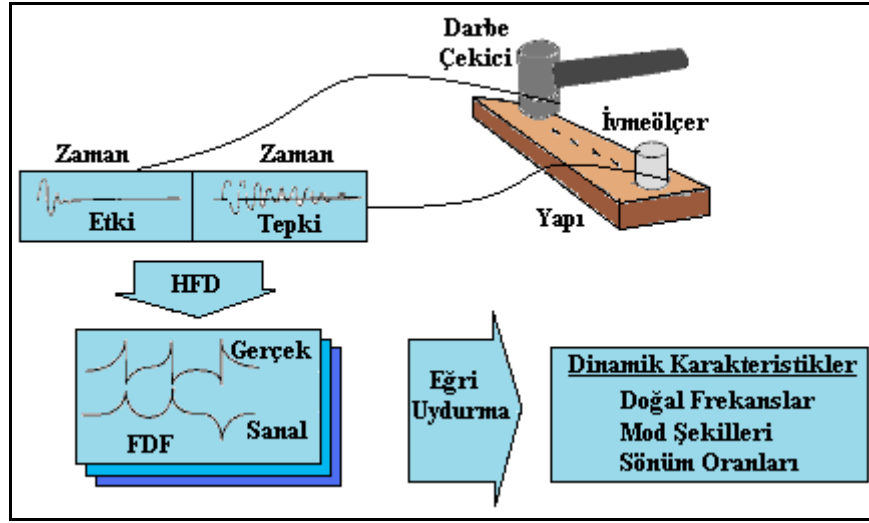 Darbe
Çekici
İvmeölçer
Zaman
Zaman
Etki
Tepki
Yapı
HFD
Gerçek
Sanal
FDF
Eğri
Uydurma
Dinamik Karakteristikler
Doğal Frekanslar
Mod Şekilleri
Sönüm Oranları